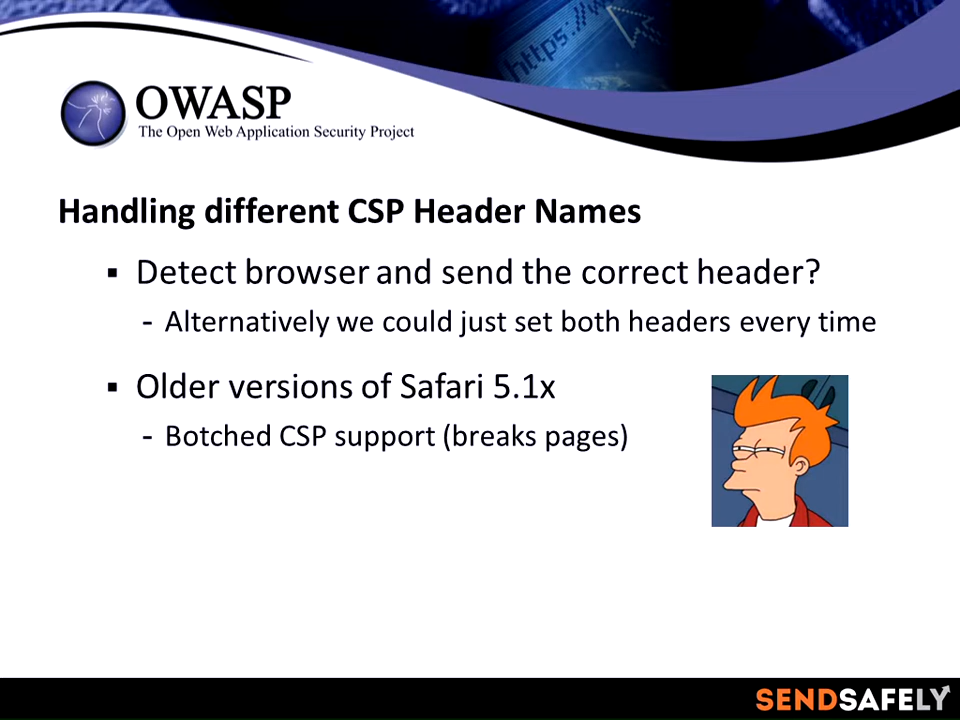 https://w
OWASP
The Open Web Application Security Project
Handling different CSP Header Names
▪ Detect browser and send the correct header?
- Alternatively we could just set both headers every time
▪ Older versions of Safari 5.1x
- Botched CSP support (breaks pages)
SENDSAFELY